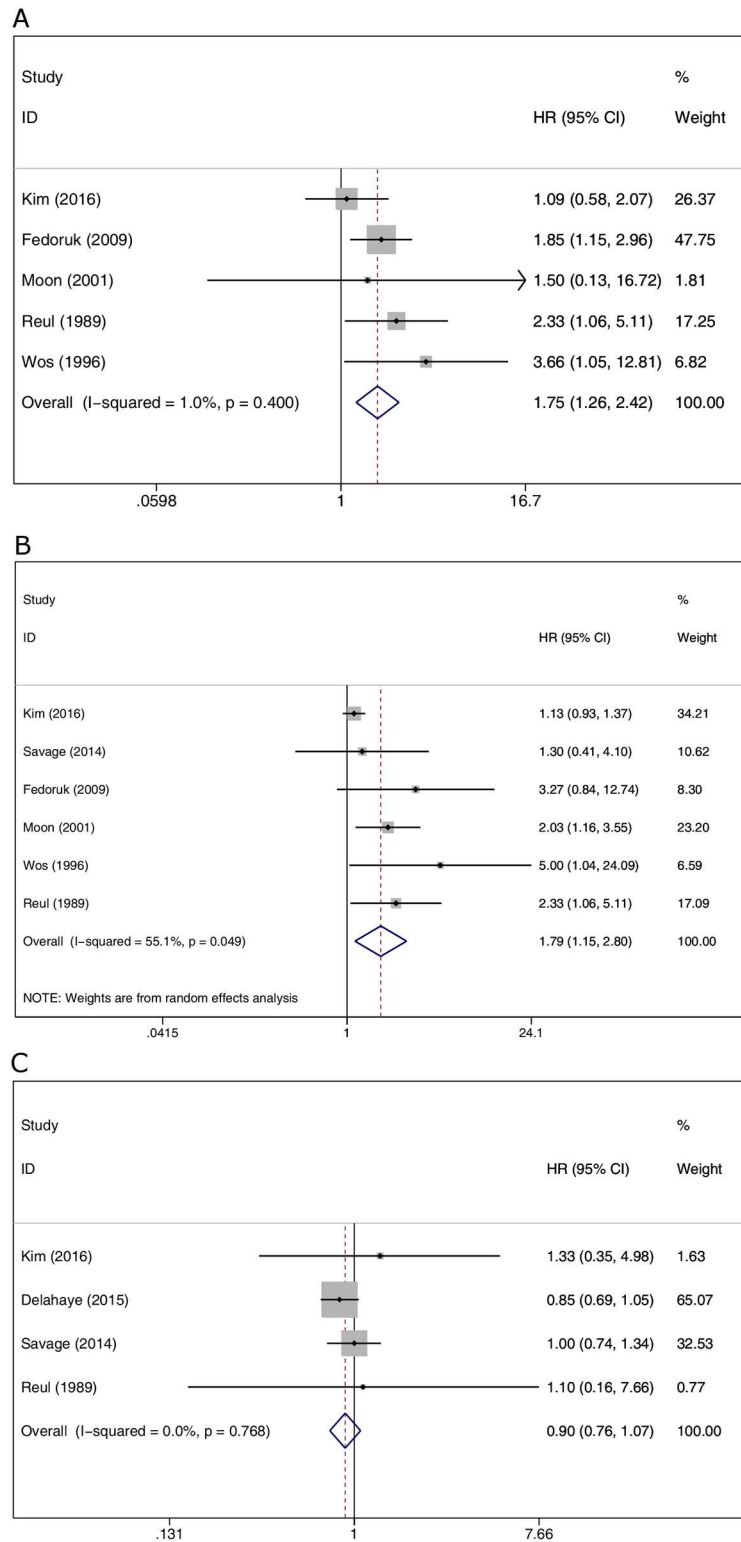 A
Study %
ID HR (95% CI) Weight
Kim (2016) 1.09 (0.58, 2.07) 26.37
Fedoruk (2009) 1.85 (1.15, 2.96) 47.75
Moon (2001) 1.50 (0.13, 16.72) 1.81
Reul (1989) 2.33 (1.06, 5.11) 17.25
Wos (1996) 3.66 (1.05, 12.81) 6.82
Overall (I−squared = 1.0%, p = 0.400) 1.75 (1.26, 2.42) 100.00
.0598 1 16.7
B
Study %
ID HR (95% CI) Weight
Kim (2016) 1.13 (0.93, 1.37) 34.21
Savage (2014) 1.30 (0.41, 4.10) 10.62
Fedoruk (2009) 3.27 (0.84, 12.74) 8.30
Moon (2001) 2.03 (1.16, 3.55) 23.20
Wos (1996) 5.00 (1.04, 24.09) 6.59
Reul (1989) 2.33 (1.06, 5.11) 17.09
Overall (I−squared = 55.1%, p = 0.049) 1.79 (1.15, 2.80) 100.00
NOTE: Weights are from random effects analysis
.0415 1 24.1
C
Study %
ID HR (95% CI) Weight
Kim (2016) 1.33 (0.35, 4.98) 1.63
Delahaye (2015) 0.85 (0.69, 1.05) 65.07
Savage (2014) 1.00 (0.74, 1.34) 32.53
Reul (1989) 1.10 (0.16, 7.66) 0.77
Overall (I−squared = 0.0%, p = 0.768) 0.90 (0.76, 1.07) 100.00
.131 1 7.66